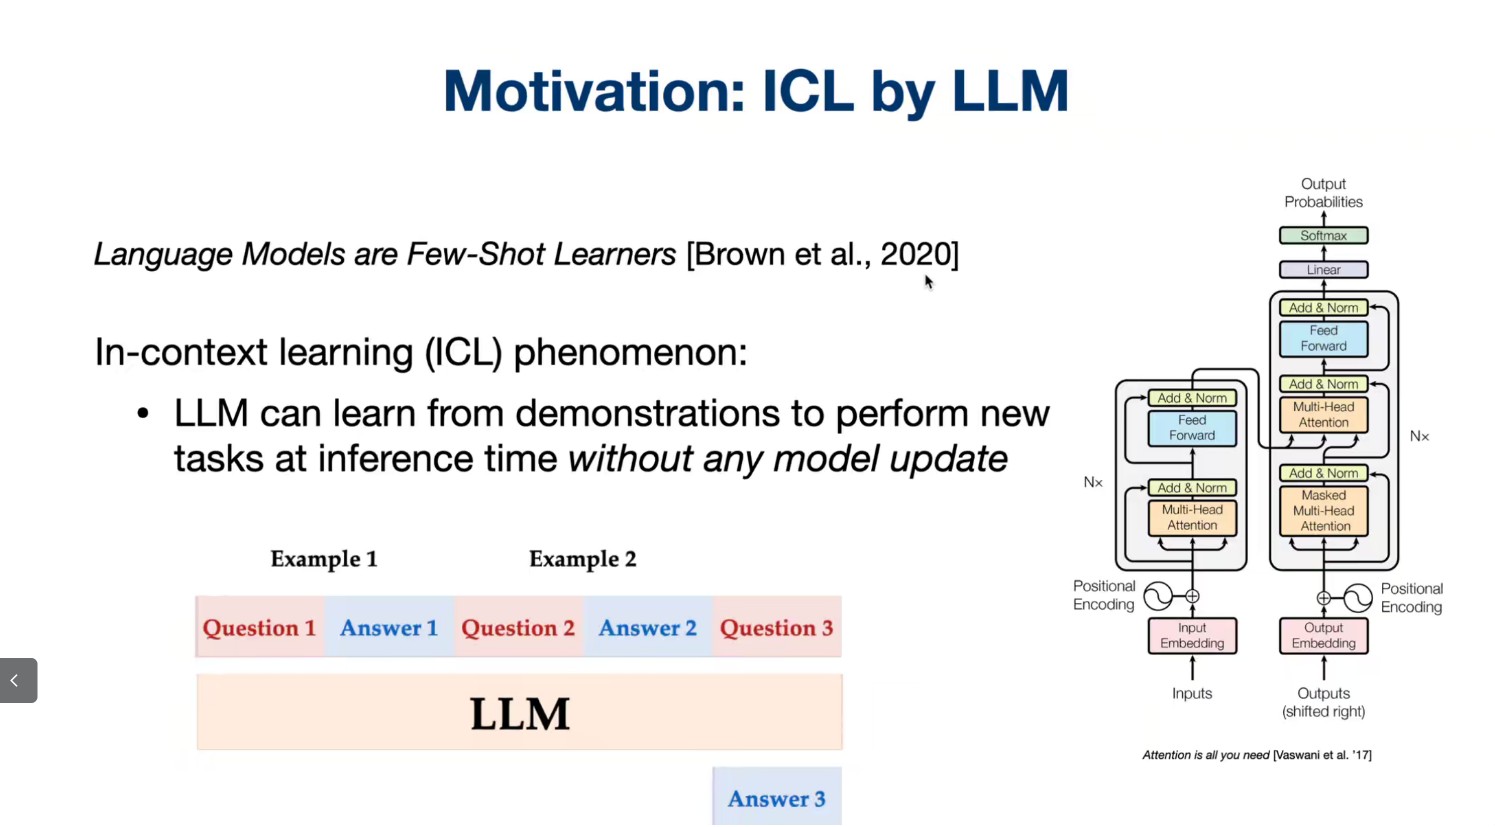 Motivation: ICL by LLM
Language Models are Few-Shot Learners [Brown et al., 2020]
In-context learning (ICL) phenomenon:
• LLM can learn from demonstrations to perform new
tasks at inference time without any model update
Example 1 Example 2
Question 1 Answer 1 Question 2 Answer 2 Question 3
LLM
Answer 3
Output
Probabilities
Softmax
Linear
Add & Norm
Feed
Forward
Add & Norm
Multi-Head
Attention
Nx
Add & Norm
Masked
Multi-Head
Attention
Add & Norm
Feed
Forward
Nx
Add & Norm
Multi-Head
Attention
Positional
Encoding
Positional
Encoding
Input
Embedding
Output
Embedding
Inputs
Outputs
(shifted right)
Attention is all you need [Vaswani et al. '17]